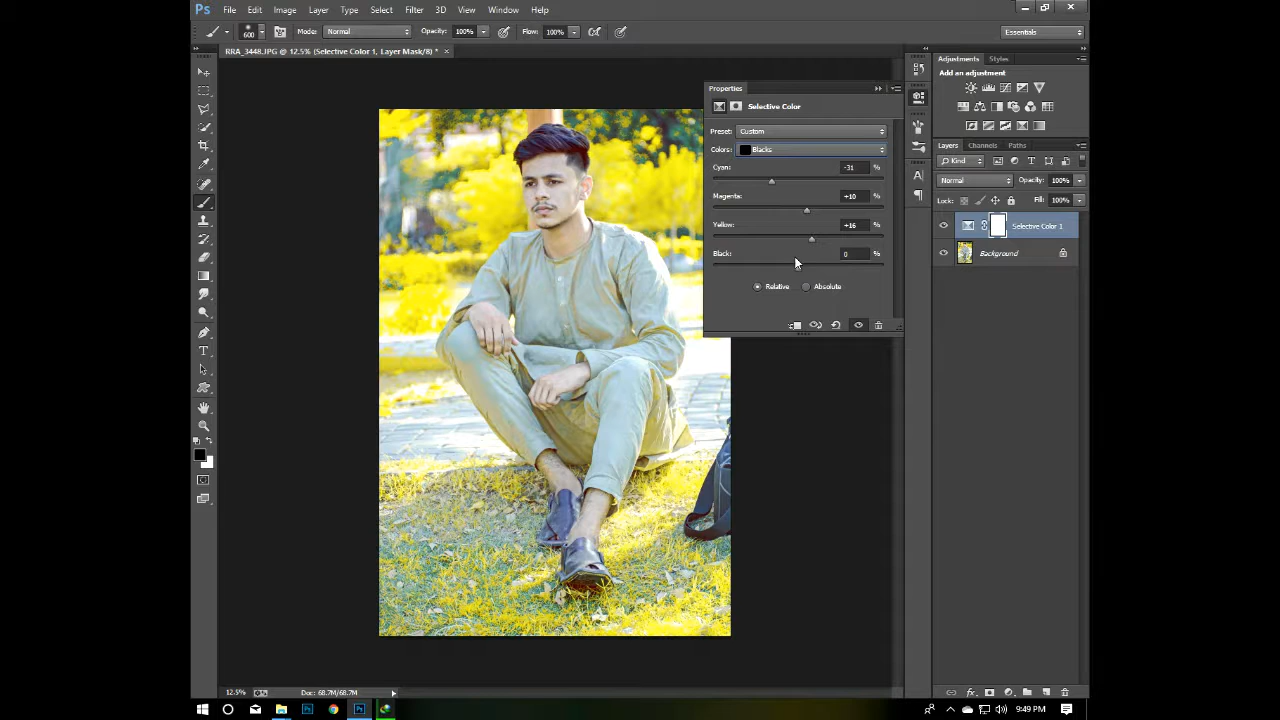 Ps File Edit Image Layer Type Select Filter 3D View Window Help
600 Mode: Normal Opacity: 100% Flow: 100% Essentials
RRA_3448.JPG @ 12.5% (Selective Color 1, Layer Mask/8) * ×
Adjustments Styles
Add an adjustment
Properties
Selective Color
Preset: Custom
Colors: Blacks
Cyan: -31 %
Magenta: +10 %
Yellow: +16 %
Black: 0 %
Relative Absolute
Layers Channels Paths
Kind
Normal Opacity: 100%
Lock: Fill: 100%
Selective Color 1
Background
12.5% Doc: 68.7M/68.7M
9:49 PM